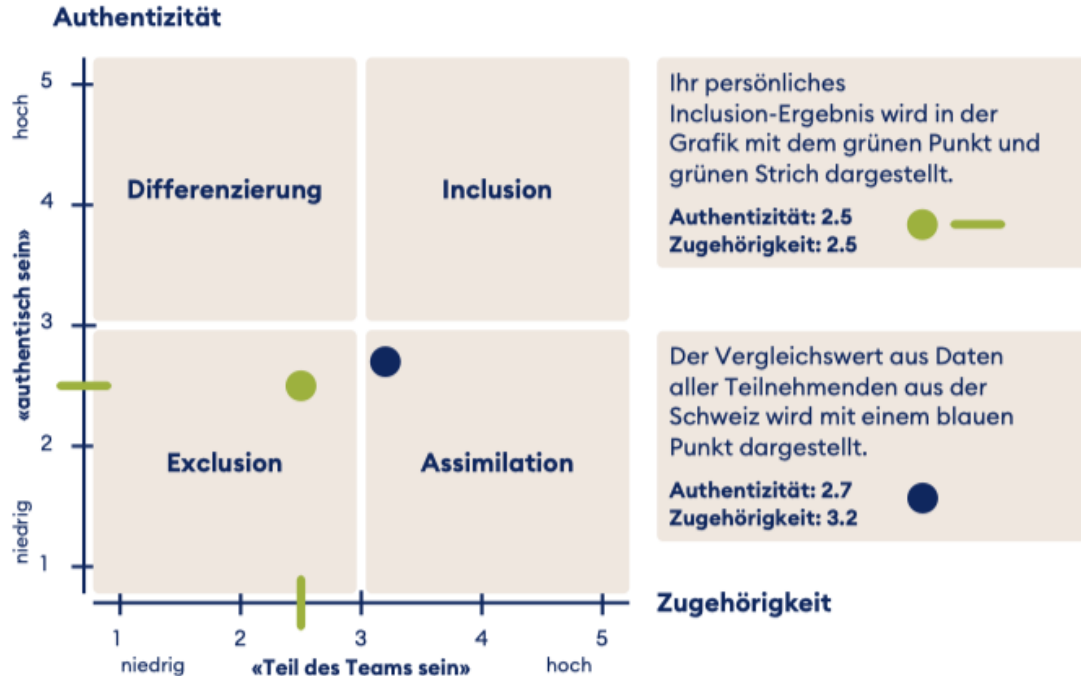 Authentizität
5
hoch
4
«authentisch sein»
3
2
niedrig
1
Differenzierung
Inclusion
Exclusion
Assimilation
1
2
3
4
5
niedrig
«Teil des Teams sein»
hoch
Zugehörigkeit
Ihr persönliches
Inclusion-Ergebnis wird in der
Grafik mit dem grünen Punkt und
grünen Strich dargestellt.
Authentizität: 2.5
Zugehörigkeit: 2.5
Der Vergleichswert aus Daten
aller Teilnehmenden aus der
Schweiz wird mit einem blauen
Punkt dargestellt.
Authentizität: 2.7
Zugehörigkeit: 3.2